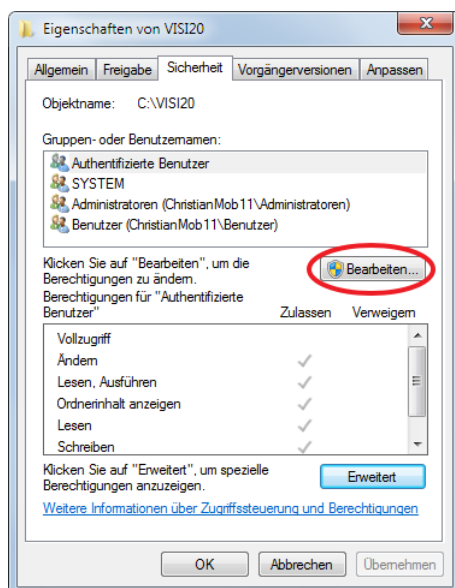 Eigenschaften von VISI20
Allgemein Freigabe Sicherheit Vorgängerversionen Anpassen
Objektname: C:\VISI20
Gruppen- oder Benutzernamen:
Authentifizierte Benutzer
SYSTEM
Administratoren (ChristianMob11\Administratoren)
Benutzer (ChristianMob11\Benutzer)
Klicken Sie auf "Bearbeiten", um die
Berechtigungen zu ändern.
Bearbeiten...
Berechtigungen für "Authentifizierte
Benutzer"
Zulassen Verweigern
Vollzugriff
Ändern
Lesen, Ausführen
Ordnerinhalt anzeigen
Lesen
Schreiben
Klicken Sie auf "Erweitert", um spezielle
Berechtigungen anzuzeigen.
Erweitert
Weitere Informationen über Zugriffssteuerung und Berechtigungen
OK Abbrechen Übernehmen